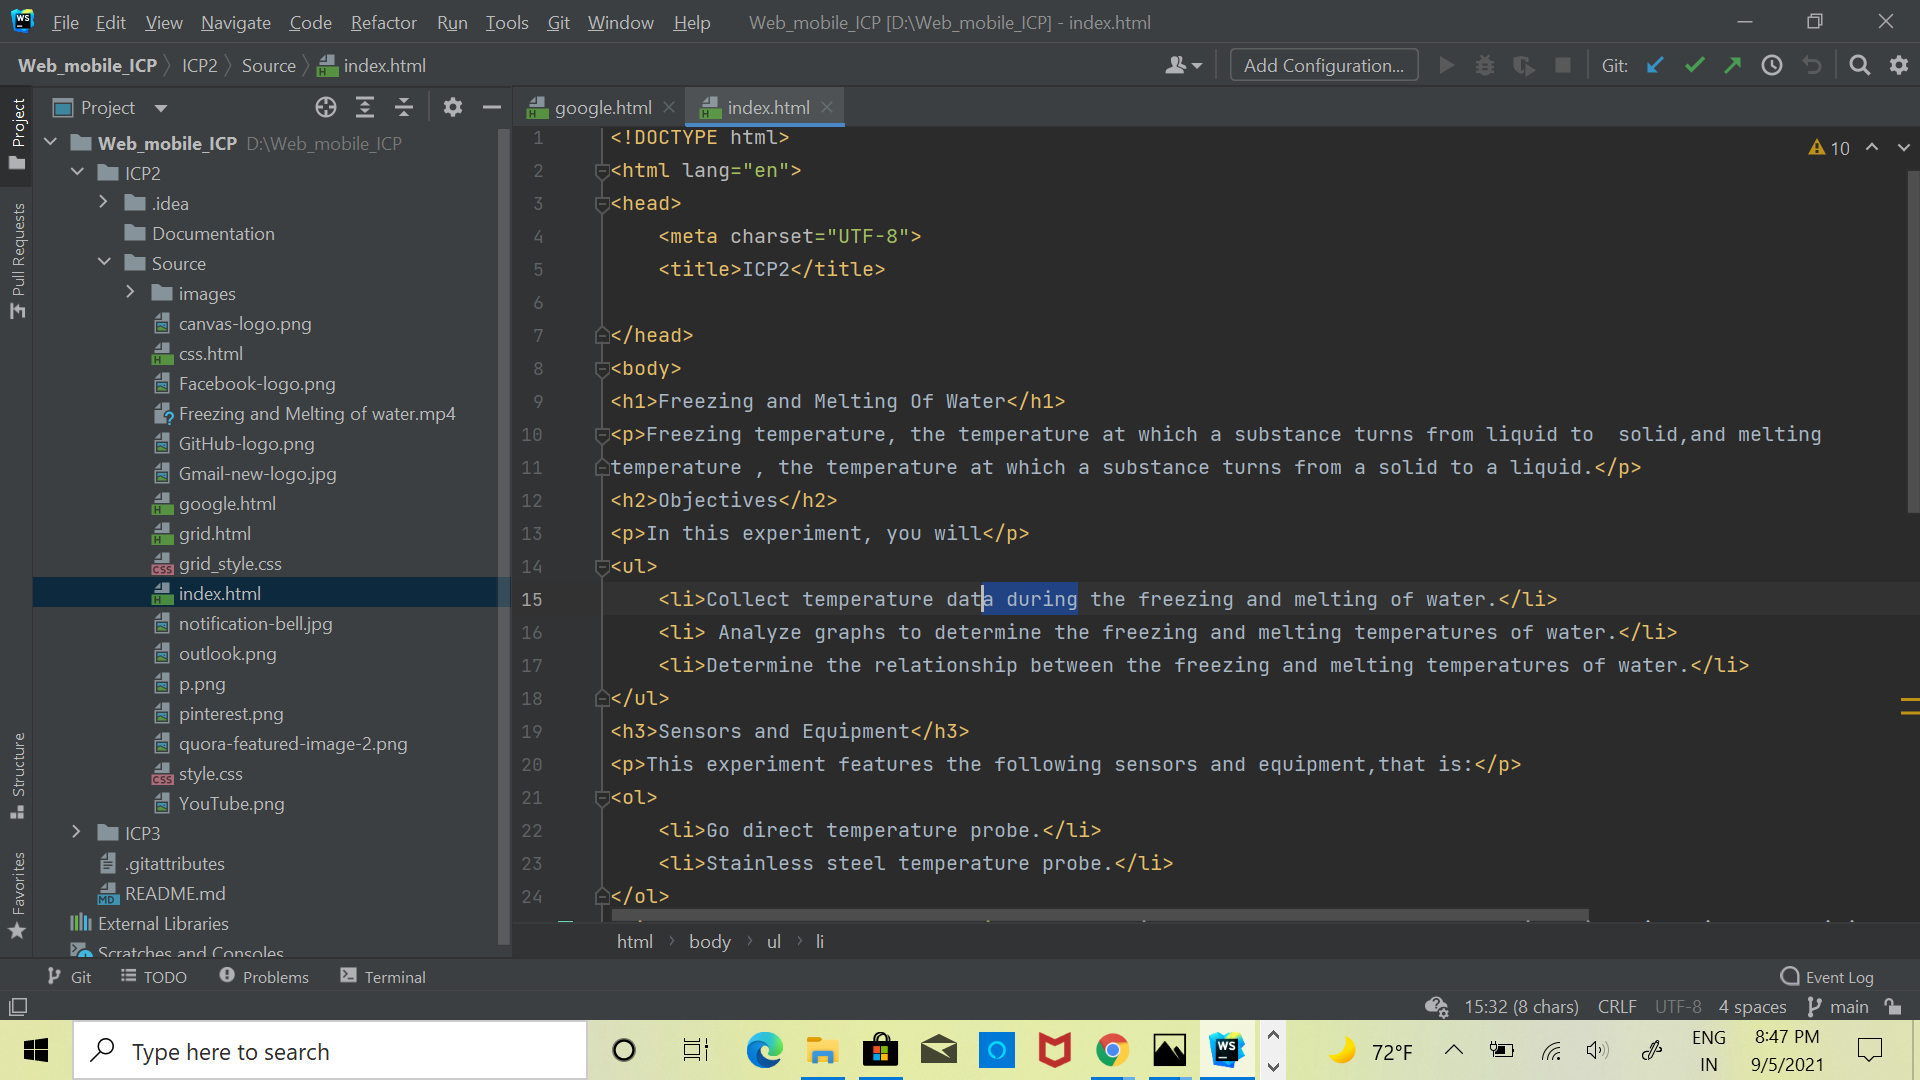 File Edit View Navigate Code Refactor Run Tools Git Window Help Web_mobile_ICP [D:\Web_mobile_ICP] - index.html
Web_mobile_ICP ICP2 Source index.html Add Configuration... Git:
Project google.html index.html
Web_mobile_ICP D:\Web_mobile_ICP
ICP2
.idea
Documentation
Source
images
canvas-logo.png
css.html
Facebook-logo.png
Freezing and Melting of water.mp4
GitHub-logo.png
Gmail-new-logo.jpg
google.html
grid.html
grid_style.css
index.html
notification-bell.jpg
outlook.png
p.png
pinterest.png
quora-featured-image-2.png
style.css
YouTube.png
ICP3
.gitattributes
README.md
External Libraries
Scratches and Consoles
Project
Pull Requests
Structure
Favorites
10
1 <!DOCTYPE html>
2 <html lang="en">
3 <head>
4 <meta charset="UTF-8">
5 <title>ICP2</title>
6
7 </head>
8 <body>
9 <h1>Freezing and Melting Of Water</h1>
10 <p>Freezing temperature, the temperature at which a substance turns from liquid to  solid,and melting
11 temperature , the temperature at which a substance turns from a solid to a liquid.</p>
12 <h2>Objectives</h2>
13 <p>In this experiment, you will</p>
14 <ul>
15 <li>Collect temperature data during the freezing and melting of water.</li>
16 <li> Analyze graphs to determine the freezing and melting temperatures of water.</li>
17 <li>Determine the relationship between the freezing and melting temperatures of water.</li>
18 </ul>
19 <h3>Sensors and Equipment</h3>
20 <p>This experiment features the following sensors and equipment,that is:</p>
21 <ol>
22 <li>Go direct temperature probe.</li>
23 <li>Stainless steel temperature probe.</li>
24 </ol>
html body ul li
Git TODO Problems Terminal Event Log
15:32 (8 chars) CRLF UTF-8 4 spaces main
Type here to search
WS
72°F
ENG
IN
8:47 PM
9/5/2021